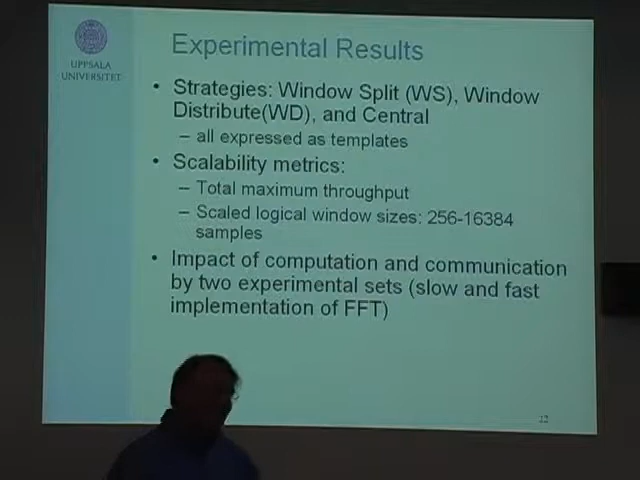 UPPSALA
UNIVERSITET
Experimental Results
• Strategies: Window Split (WS), Window
Distribute(WD), and Central
– all expressed as templates
• Scalability metrics:
– Total maximum throughput
– Scaled logical window sizes: 256-16384
samples
• Impact of computation and communication
by two experimental sets (slow and fast
implementation of FFT)
12